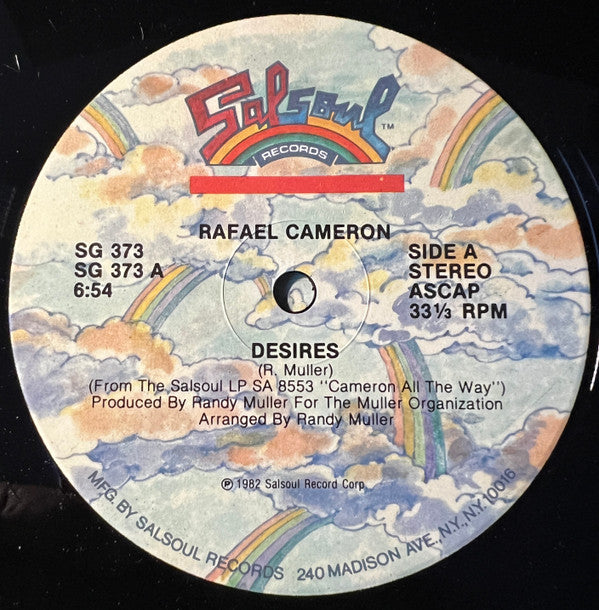 Salsoul TM
RECORDS
RAFAEL CAMERON
SG 373
SG 373 A
6:54
SIDE A
STEREO
ASCAP
33⅓ RPM
DESIRES
(R. Muller)
(From The Salsoul LP SA 8553 "Cameron All The Way")
Produced By Randy Muller For The Muller Organization
Arranged By Randy Muller
℗ 1982 Salsoul Record Corp.
MFG. BY SALSOUL RECORDS 240 MADISON AVE., N.Y., N.Y. 10016